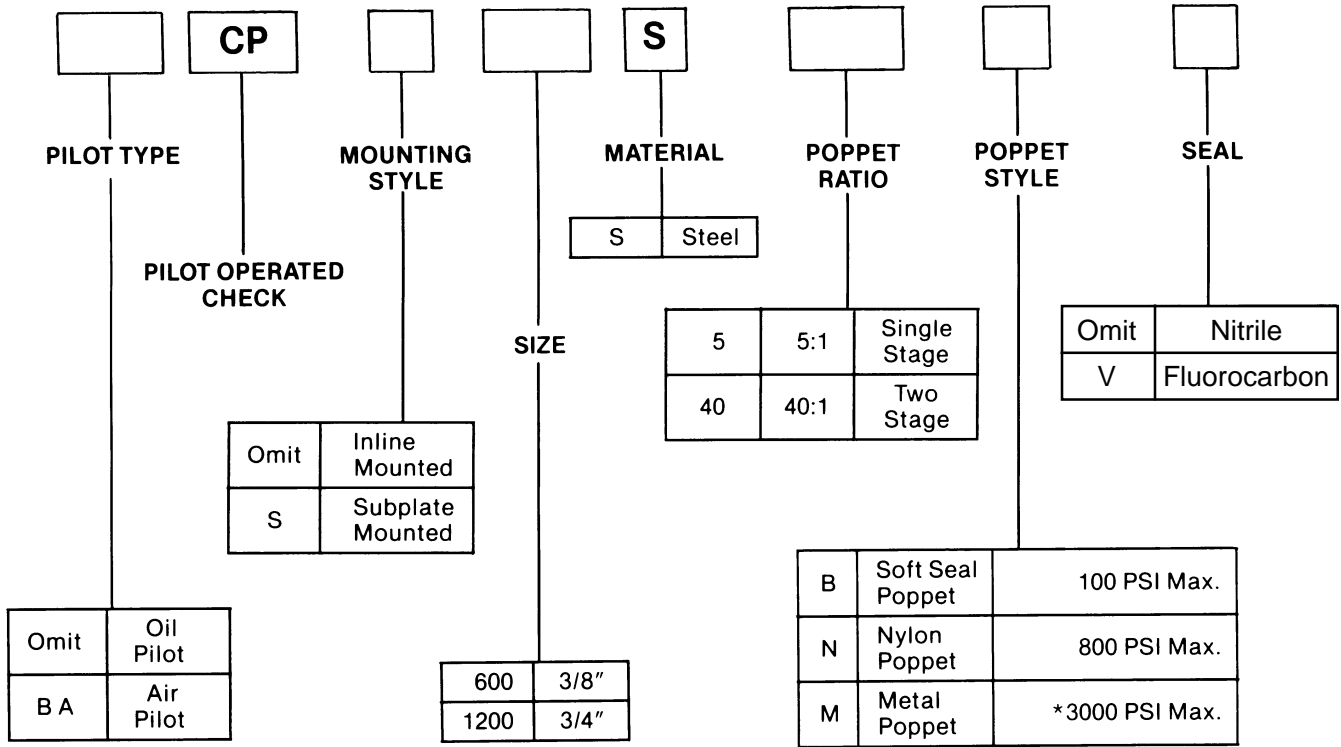 CP
S
PILOT TYPE
PILOT OPERATED
CHECK
MOUNTING
STYLE
SIZE
MATERIAL
S Steel
POPPET
RATIO
POPPET
STYLE
SEAL
Omit Nitrile
V Fluorocarbon
5 5:1 Single
Stage
40 40:1 Two
Stage
Omit Inline
Mounted
S Subplate
Mounted
Omit Oil
Pilot
B A Air
Pilot
600 3/8"
1200 3/4"
B Soft Seal
Poppet 100 PSI Max.
N Nylon
Poppet 800 PSI Max.
M Metal
Poppet *3000 PSI Max.